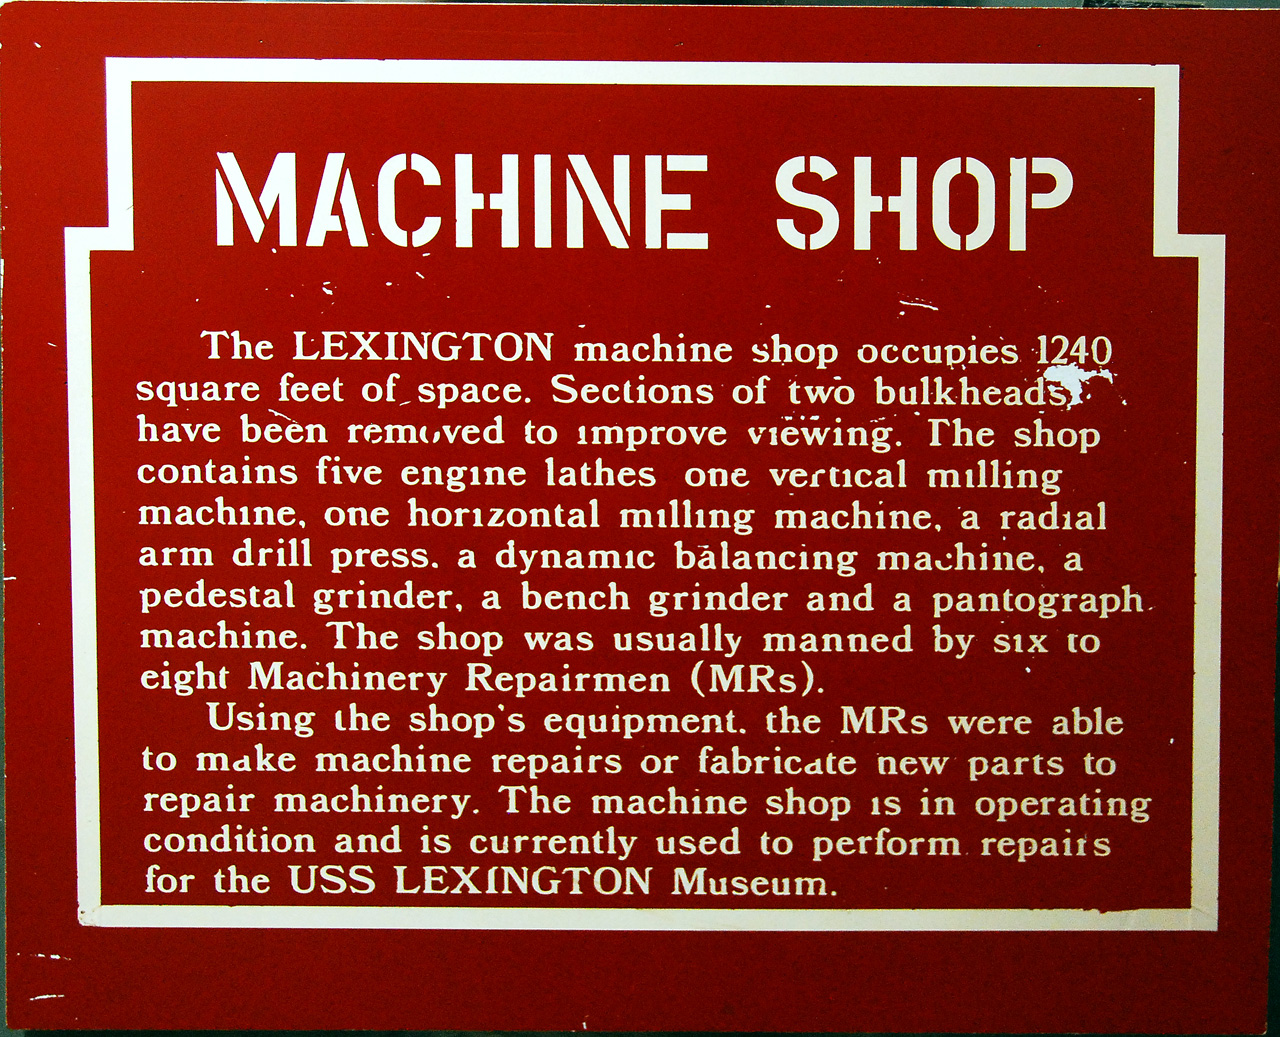 MACHINE SHOP
The LEXINGTON machine shop occupies 1240
square feet of space. Sections of two bulkheads
have been removed to improve viewing. The shop
contains five engine lathes one vertical milling
machine, one horizontal milling machine, a radial
arm drill press. a dynamic balancing machine, a
pedestal grinder, a bench grinder and a pantograph
machine. The shop was usually manned by six to
eight Machinery Repairmen (MRs).
Using the shop's equipment. the MRs were able
to make machine repairs or fabricate new parts to
repair machinery. The machine shop is in operating
condition and is currently used to perform repairs
for the USS LEXINGTON Museum.